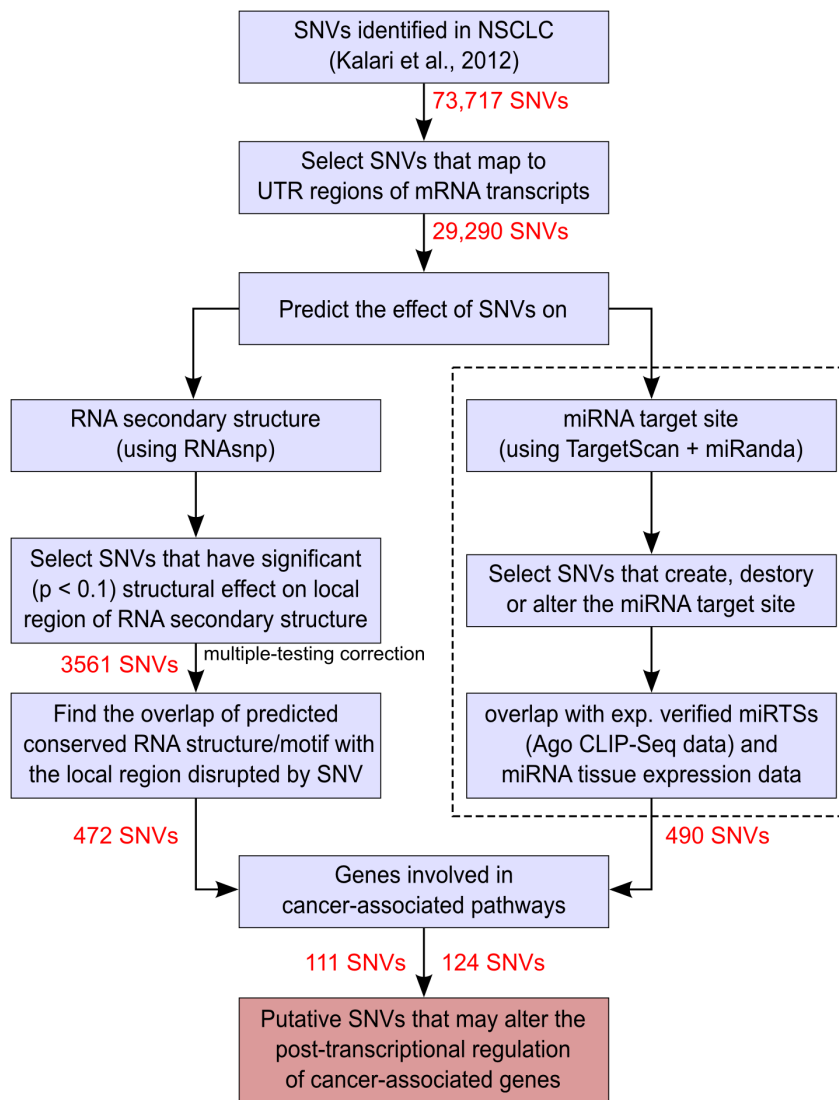 SNVs identified in NSCLC
(Kalari et al., 2012)
73,717 SNVs
Select SNVs that map to
UTR regions of mRNA transcripts
29,290 SNVs
Predict the effect of SNVs on
RNA secondary structure
(using RNAsnp)
Select SNVs that have significant
(p < 0.1) structural effect on local
region of RNA secondary structure
3561 SNVs
multiple-testing correction
Find the overlap of predicted
conserved RNA structure/motif with
the local region disrupted by SNV
472 SNVs
miRNA target site
(using TargetScan + miRanda)
Select SNVs that create, destory
or alter the miRNA target site
overlap with exp. verified miRTSs
(Ago CLIP-Seq data) and
miRNA tissue expression data
490 SNVs
Genes involved in
cancer-associated pathways
111 SNVs
124 SNVs
Putative SNVs that may alter the
post-transcriptional regulation
of cancer-associated genes